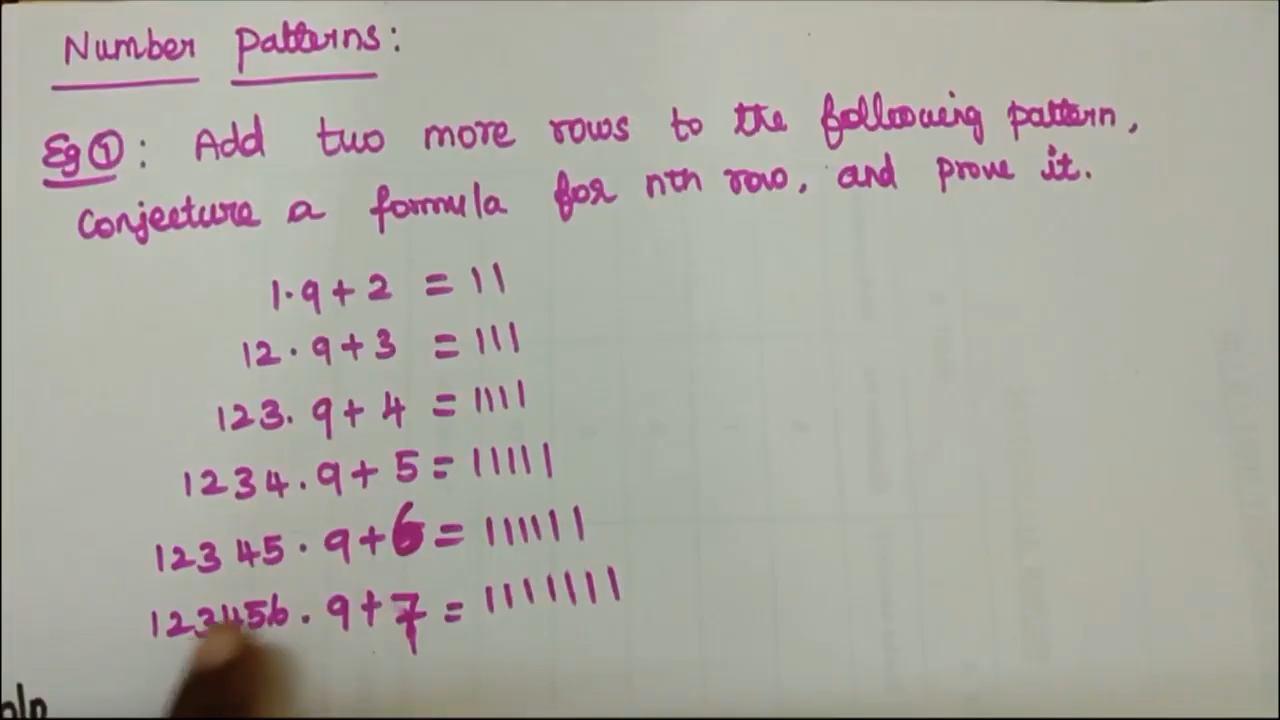 Number Patterns:
Eg ①: Add two more rows to the following pattern,
Conjecture a formula for nth row, and prove it.
1·9+2 = 11
12·9+3 = 111
123·9+4 = 1111
1234·9+5 = 11111
12345·9+6 = 111111
123456·9+7 = 1111111